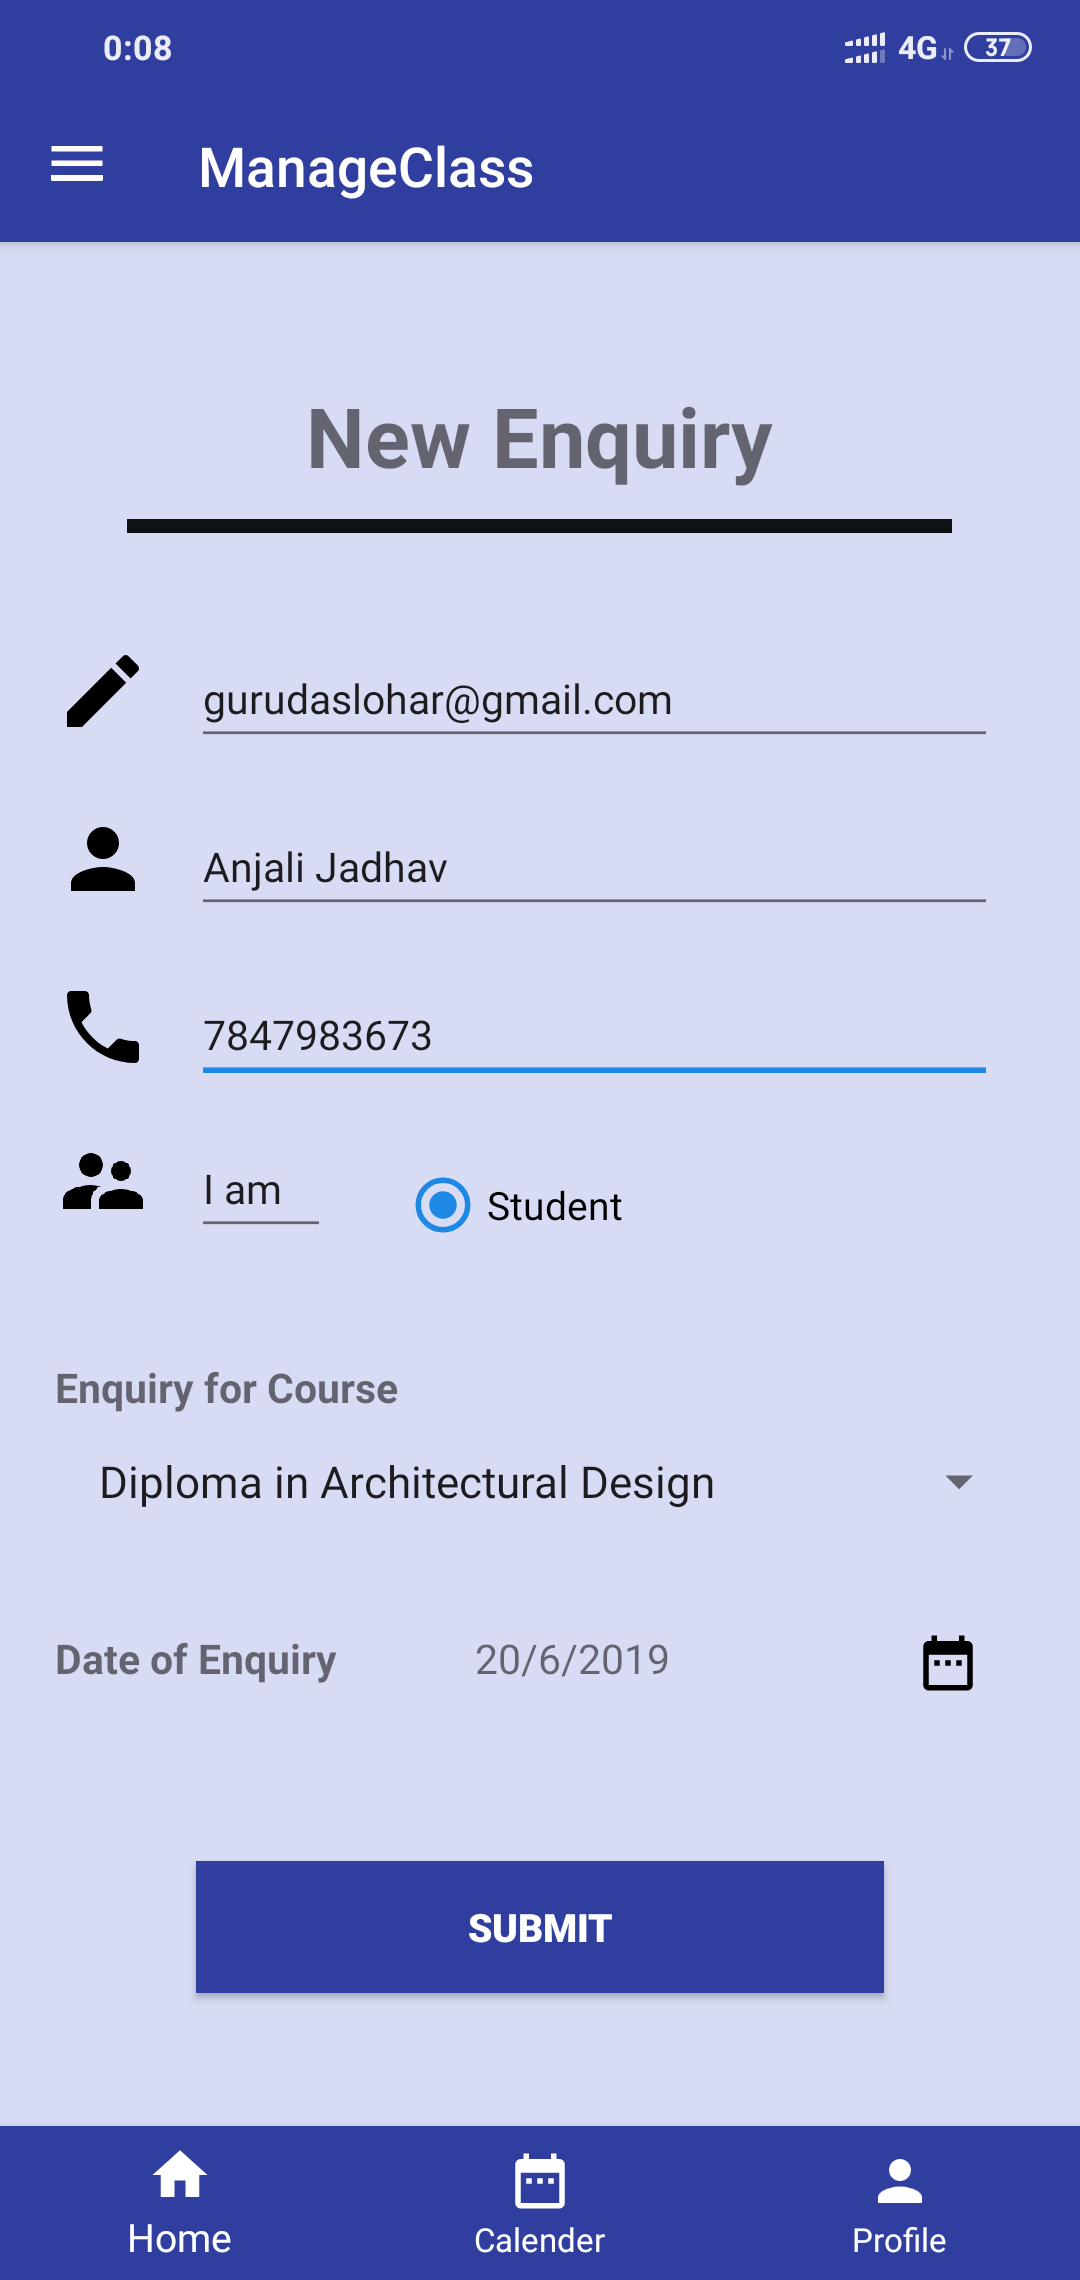 0:08 4G 37
ManageClass
New Enquiry
gurudaslohar@gmail.com
Anjali Jadhav
7847983673
I am Student
Enquiry for Course
Diploma in Architectural Design
Date of Enquiry 20/6/2019
SUBMIT
Home Calender Profile